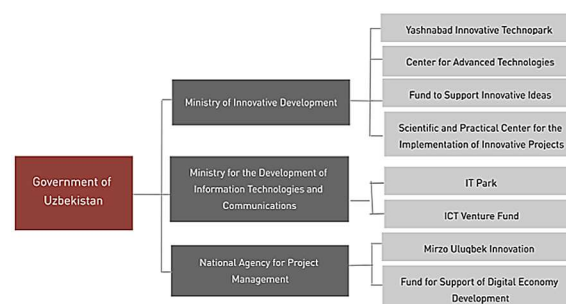 Government of
Uzbekistan
Ministry of Innovative Development
Yashnabad Innovative Technopark
Center for Advanced Technologies
Fund to Support Innovative Ideas
Scientific and Practical Center for the
Implementation of Innovative Projects
Ministry for the Development of
Information Technologies and
Communications
IT Park
ICT Venture Fund
National Agency for Project
Management
Mirzo Ulugbek Innovation
Fund for Support of Digital Economy
Development